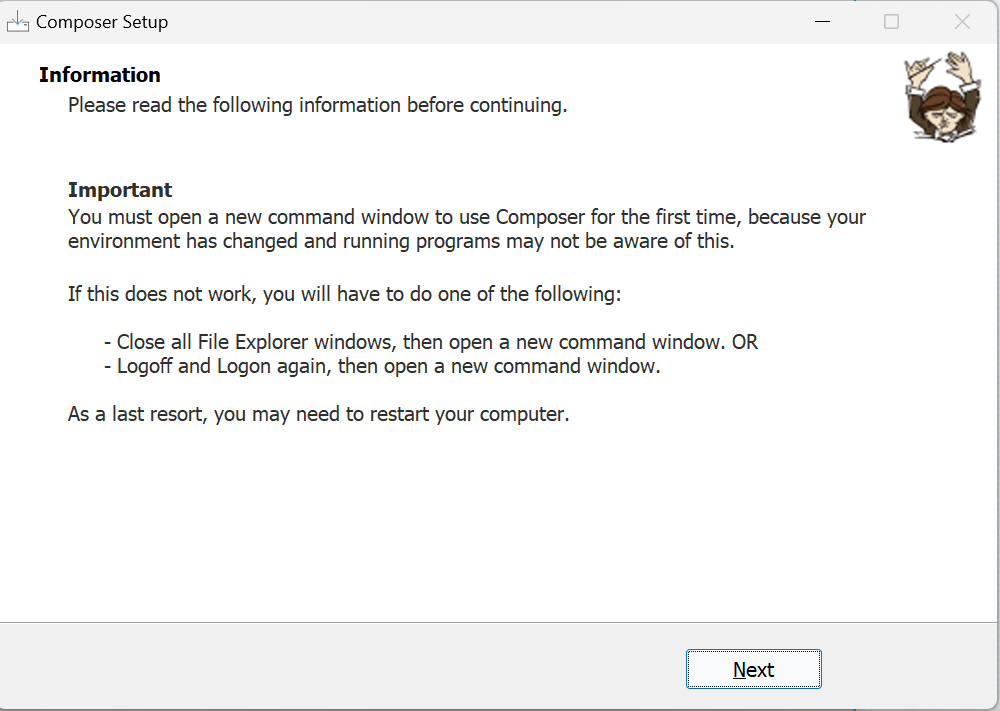 Composer Setup
Information
Please read the following information before continuing.
Important
You must open a new command window to use Composer for the first time, because your
environment has changed and running programs may not be aware of this.
If this does not work, you will have to do one of the following:
- Close all File Explorer windows, then open a new command window. OR
- Logoff and Logon again, then open a new command window.
As a last resort, you may need to restart your computer.
Next